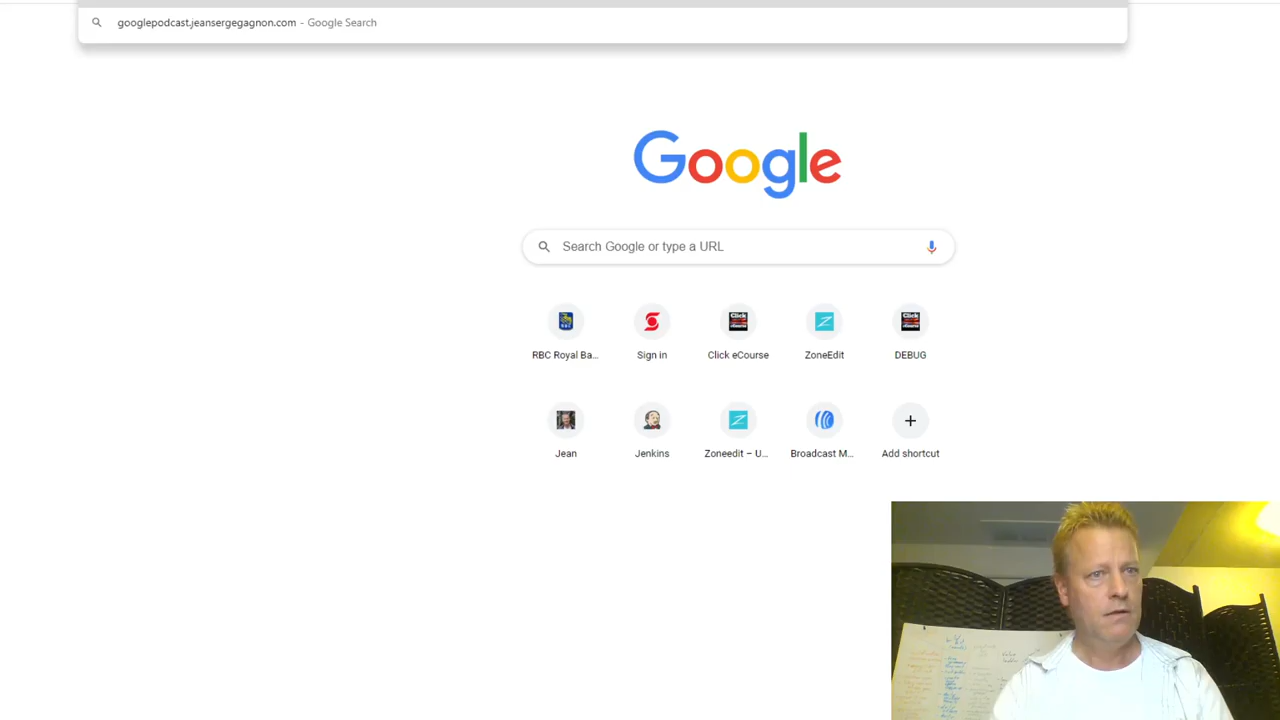 googlepodcast.jeansergegagnon.com - Google Search
Google
Search Google or type a URL
RBC Royal Ba...
Sign in
Click eCourse
ZoneEdit
DEBUG
Jean
Jenkins
Zoneedit – U...
Broadcast M...
Add shortcut